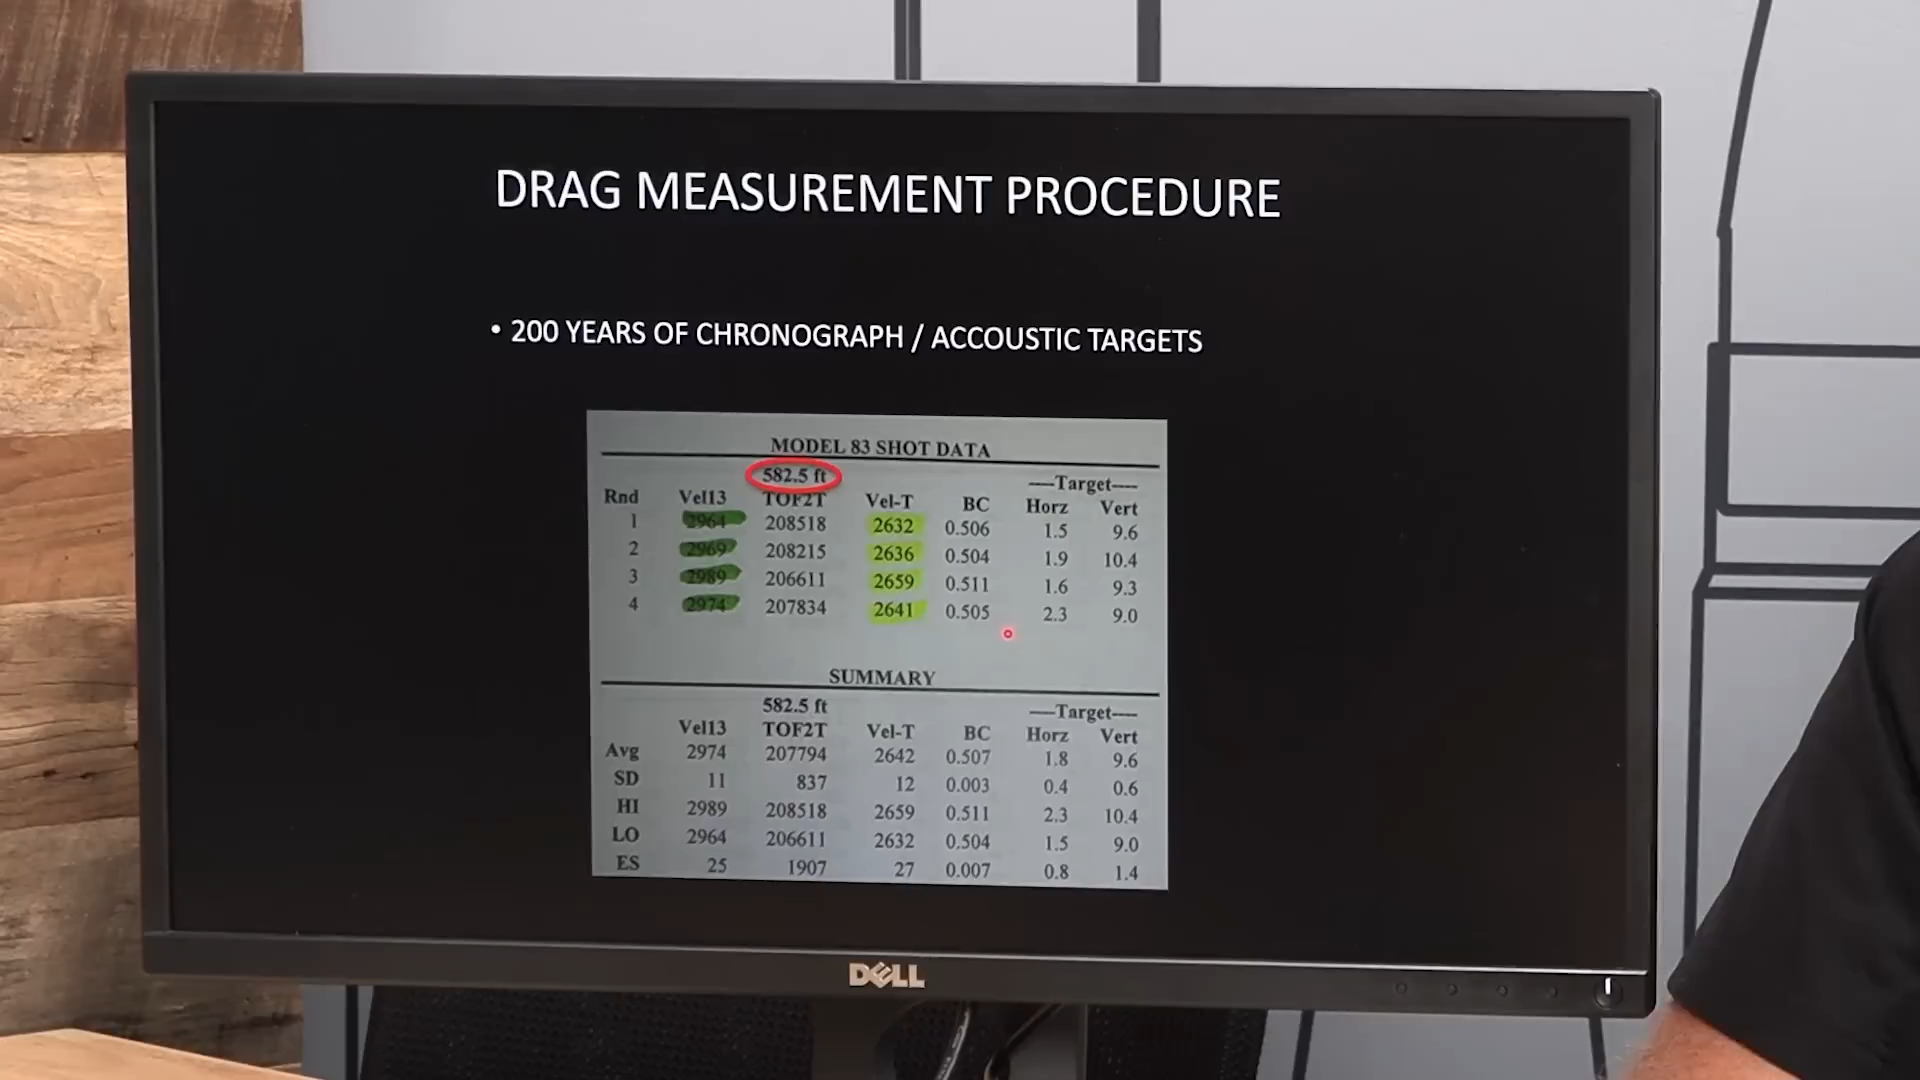 DRAG MEASUREMENT PROCEDURE
• 200 YEARS OF CHRONOGRAPH / ACCOUSTIC TARGETS
MODEL 83 SHOT DATA
582.5 ft ----Target----
Rnd Vel13 TOF2T Vel-T BC Horz Vert
1 2964 208518 2632 0.506 1.5 9.6
2 2969 208215 2636 0.504 1.9 10.4
3 2989 206611 2659 0.511 1.6 9.3
4 2974 207834 2641 0.505 2.3 9.0
SUMMARY
582.5 ft ----Target----
Vel13 TOF2T Vel-T BC Horz Vert
Avg 2974 207794 2642 0.507 1.8 9.6
SD 11 837 12 0.003 0.4 0.6
HI 2989 208518 2659 0.511 2.3 10.4
LO 2964 206611 2632 0.504 1.5 9.0
ES 25 1907 27 0.007 0.8 1.4
DELL